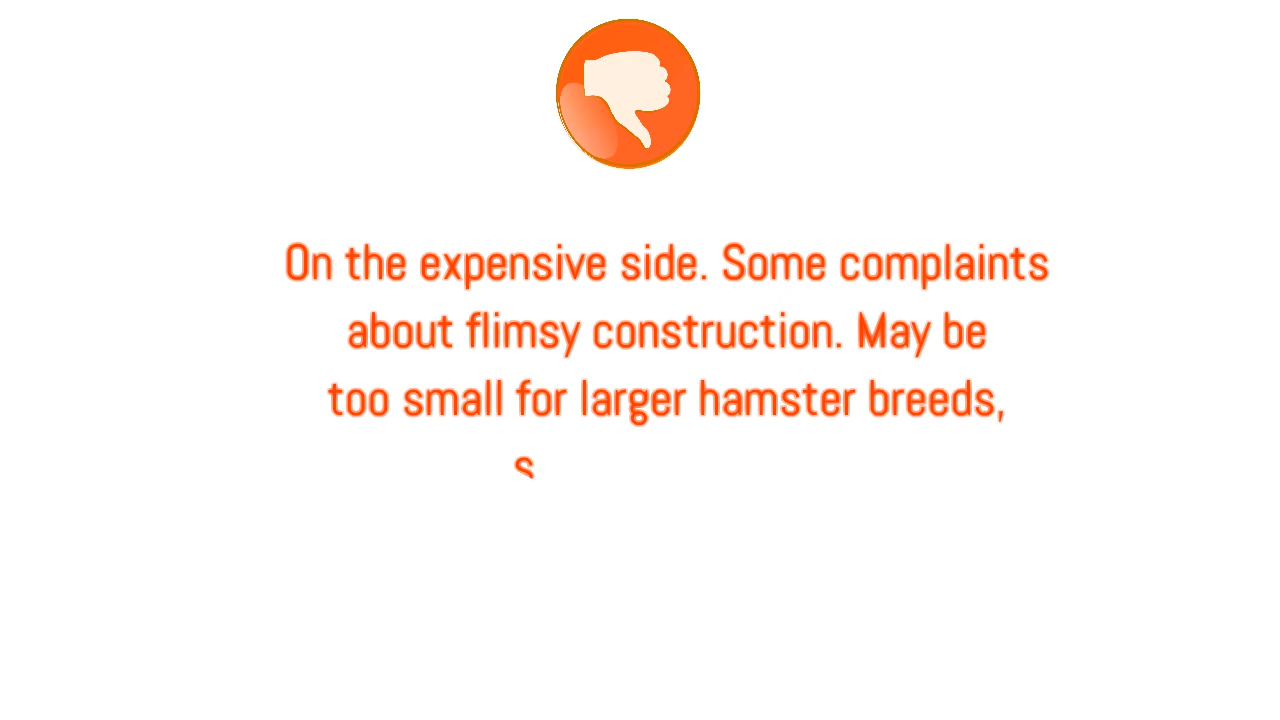 On the expensive side. Some complaints
about flimsy construction. May be
too small for larger hamster breeds,
s